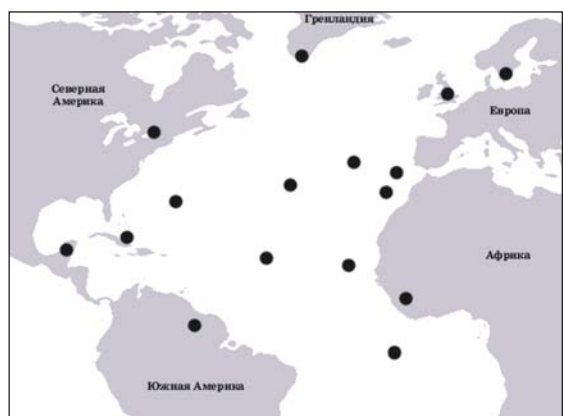 Гренландия
Северная
Америка
Европа
Африка
Южная Америка